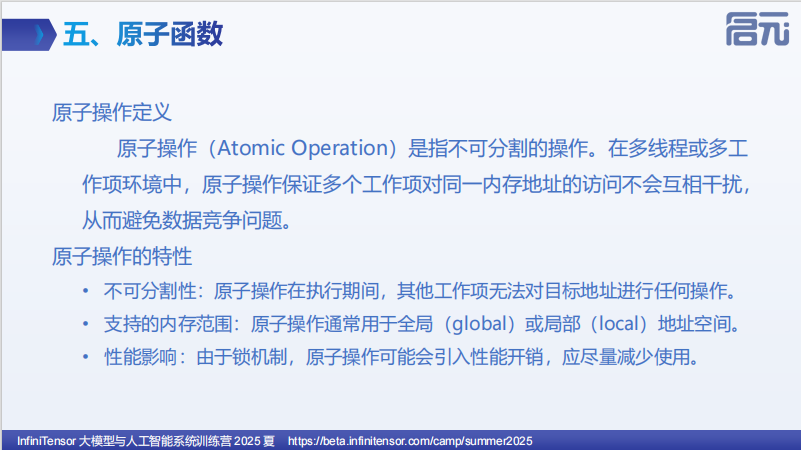 五、原子函数
启元
原子操作定义
原子操作（Atomic Operation）是指不可分割的操作。在多线程或多工
作项环境中，原子操作保证多个工作项对同一内存地址的访问不会互相干扰，
从而避免数据竞争问题。
原子操作的特性
• 不可分割性：原子操作在执行期间，其他工作项无法对目标地址进行任何操作。
• 支持的内存范围：原子操作通常用于全局（global）或局部（local）地址空间。
• 性能影响：由于锁机制，原子操作可能会引入性能开销，应尽量减少使用。
InfiniTensor 大模型与人工智能系统训练营 2025 夏 https://beta.infinitensor.com/camp/summer2025